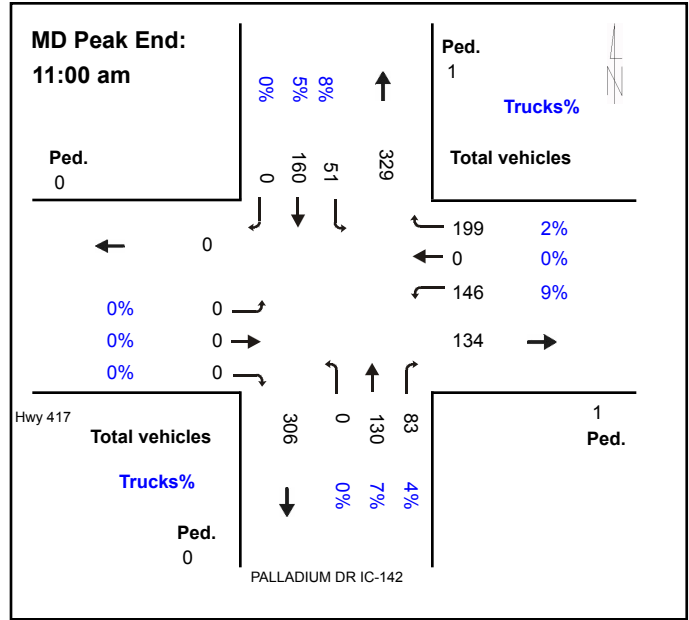 MD Peak End:
11:00 am
Ped.
1
N
Trucks%
Total vehicles
Ped.
0
0% 5% 8%
0 160 51 329
0
199 2%
0 0%
146 9%
134
0% 0
0% 0
0% 0
Hwy 417
Total vehicles
Trucks%
Ped.
0
306 0 130 83
0% 7% 4%
1
Ped.
PALLADIUM DR IC-142